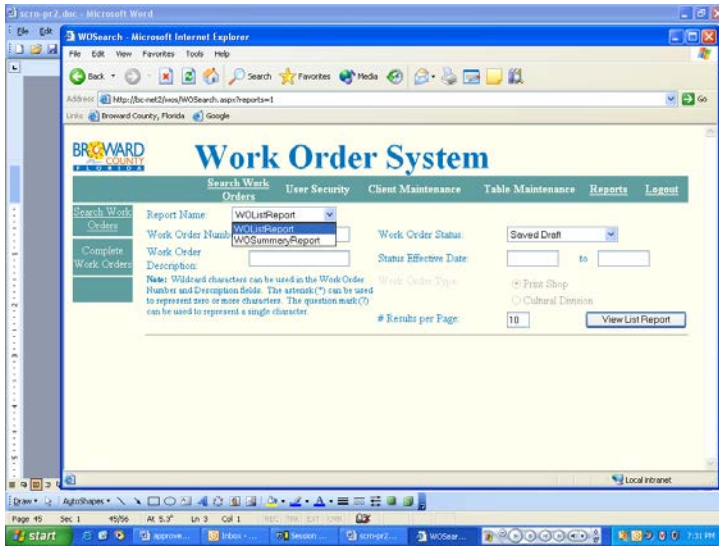 scrn-pr2.doc - Microsoft Word
File Edit
WOSearch - Microsoft Internet Explorer
File Edit View Favorites Tools Help
Back Search Favorites Media
Address http://bc-net2/wos/WOSearch.aspx?reports=1 Go
Links Broward County, Florida Google
BROWARD COUNTY
FLORIDA
Work Order System
Search Work Orders User Security Client Maintenance Table Maintenance Reports Logout
Search Work Orders
Complete Work Orders
Report Name: WOListReport
WOListReport
WOSummeryReport
Work Order Numb
Work Order Status: Saved Draft
Work Order Description:
Status Effective Date: to
Note: Wildcard characters can be used in the Work Order
Number and Description fields. The asterisk(*) can be used
to represent zero or more characters. The question mark(?)
can be used to represent a single character.
Work Order Type: Print Shop
Cultural Division
# Results per Page: 10 View List Report
Local intranet
Draw AutoShapes
Page 45 Sec 1 45/56 At 5.3" Ln 3 Col 1 REC TRK EXT OVR
start approve... Inbox - ... Session ... scrn-pr2... WOSear... 7:31 PM